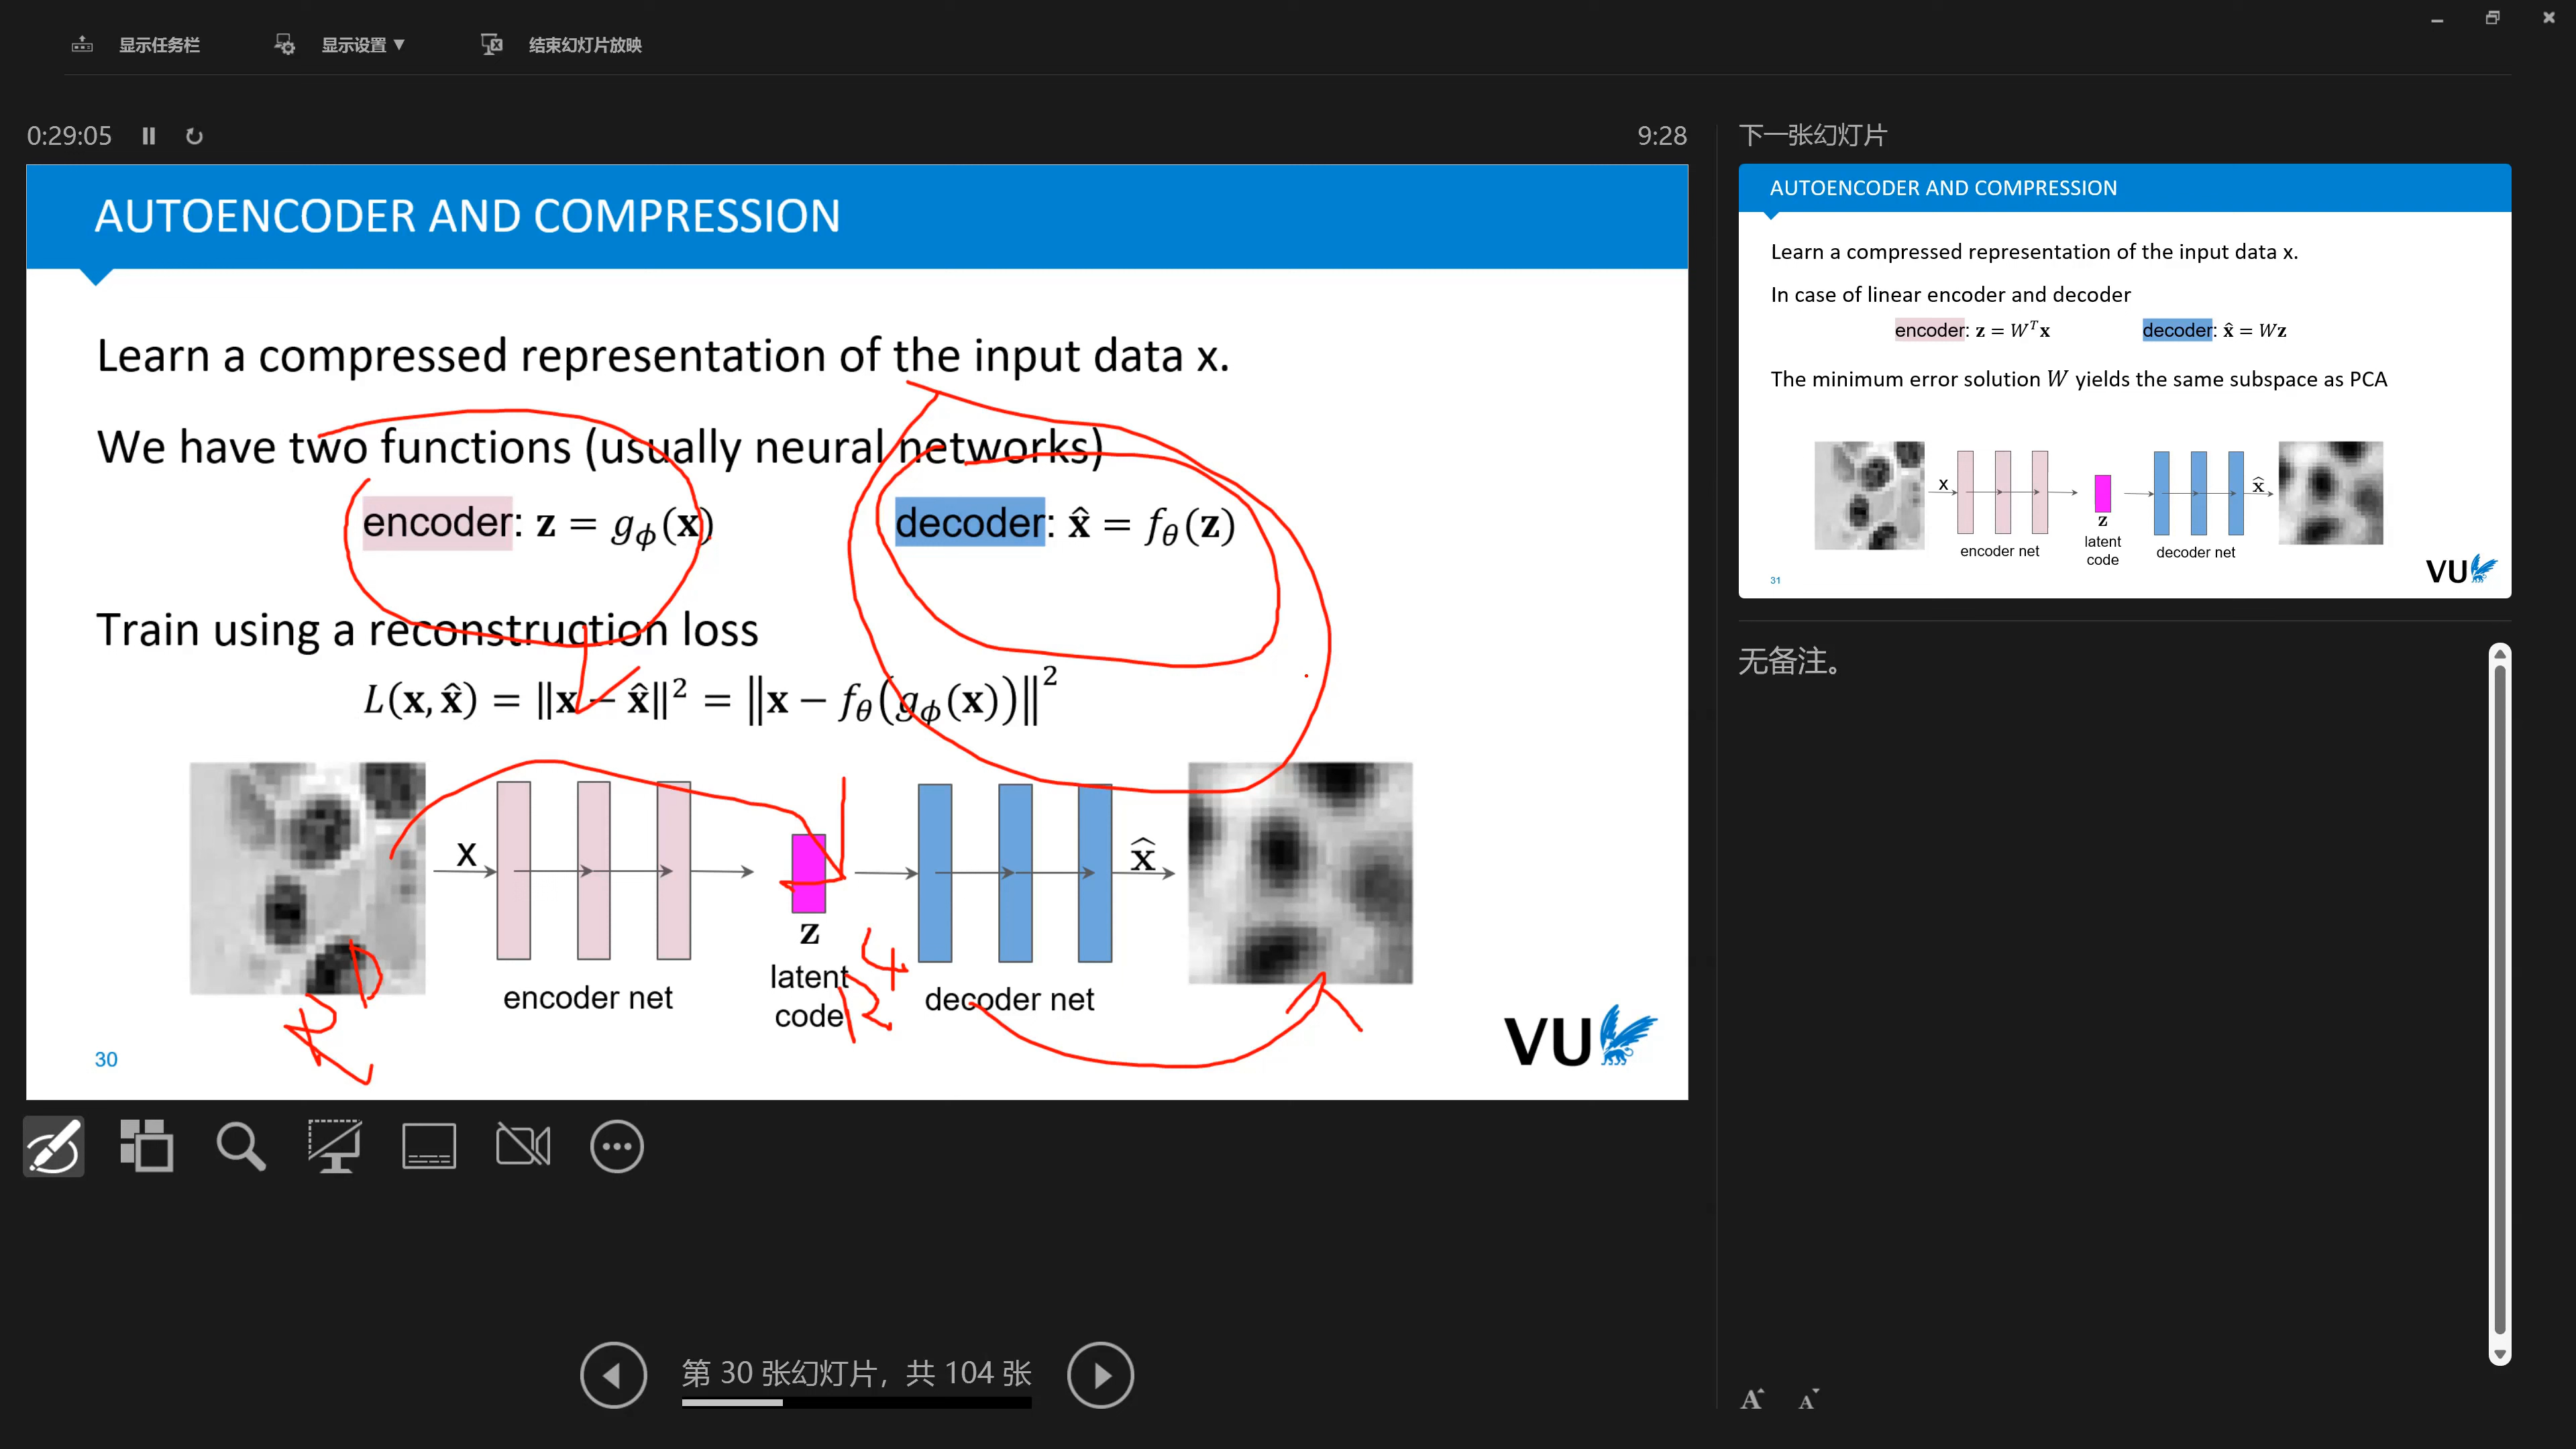 显示任务栏 显示设置 ▼ 结束幻灯片放映
0:29:05 9:28
AUTOENCODER AND COMPRESSION
Learn a compressed representation of the input data x.
We have two functions (usually neural networks)
encoder: z = g_ϕ(x) decoder: x̂ = f_θ(z)
Train using a reconstruction loss
L(x, x̂) = ‖x − x̂‖² = ‖x − f_θ(g_ϕ(x))‖²
x x̂
z
encoder net latent code decoder net
VU
30
下一张幻灯片
AUTOENCODER AND COMPRESSION
Learn a compressed representation of the input data x.
In case of linear encoder and decoder
encoder: z = Wᵀx decoder: x̂ = Wz
The minimum error solution W yields the same subspace as PCA
x x̂
z
encoder net latent code decoder net
31 VU
无备注。
第 30 张幻灯片，共 104 张
A A